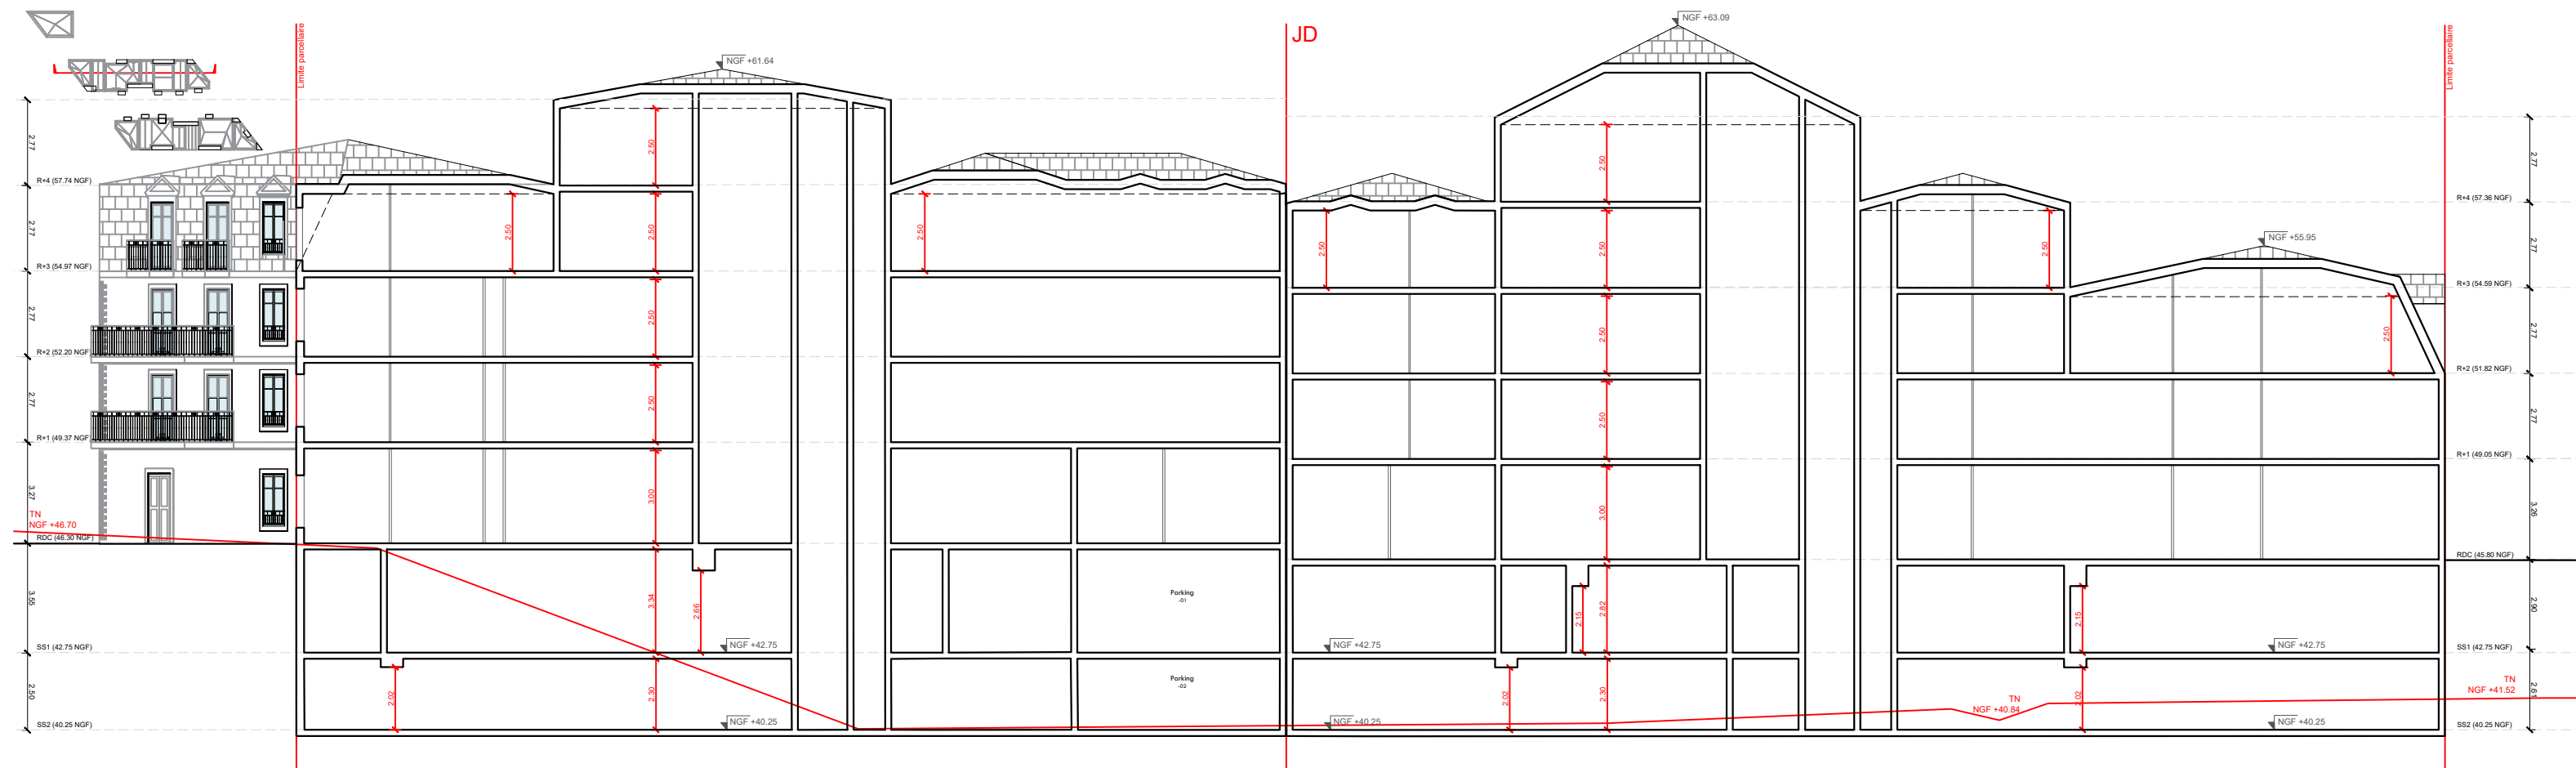 NGF +63.09
Limite parcellaire
JD
Limite parcellaire
NGF +61.64
2.77
2.50
2.50
2.77
R+4 (57.74 NGF)
R+4 (57.36 NGF)
2.77
2.50
2.50
2.50
2.50
2.50
2.50
2.77
NGF +55.95
R+3 (54.97 NGF)
R+3 (54.59 NGF)
2.77
2.50
2.50
2.50
2.77
R+2 (52.20 NGF)
R+2 (51.82 NGF)
2.77
2.50
2.50
2.77
R+1 (49.37 NGF)
R+1 (49.05 NGF)
3.27
3.00
3.00
3.26
TN
NGF +46.70
RDC (46.30 NGF)
RDC (45.80 NGF)
3.55
3.34
2.66
Parking
-01
2.15
2.82
2.15
2.90
SS1 (42.75 NGF)
NGF +42.75
NGF +42.75
NGF +42.75
SS1 (42.75 NGF)
2.50
2.02
2.30
Parking
-02
2.02
2.30
TN
NGF +40.84
2.02
TN
NGF +41.52
2.61
SS2 (40.25 NGF)
NGF +40.25
NGF +40.25
NGF +40.25
SS2 (40.25 NGF)